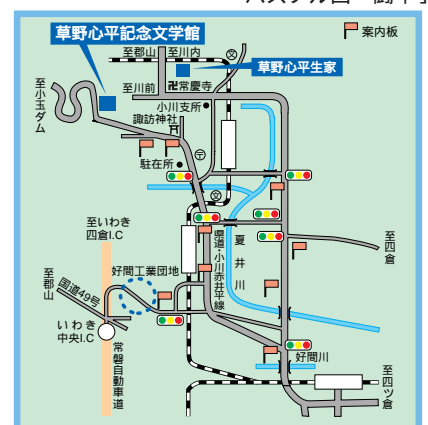 案内板
草野心平記念文学館
至郡山
至川内
草野心平生家
至川前
卍常慶寺
小川支所
至小玉ダム
諏訪神社
駐在所
至いわき
四倉I.C
県道・小川赤井平線
夏井川
至四倉
好間工業団地
至郡山
国道49号
いわき
中央I.C
常磐自動車道
好間川
至四ツ倉